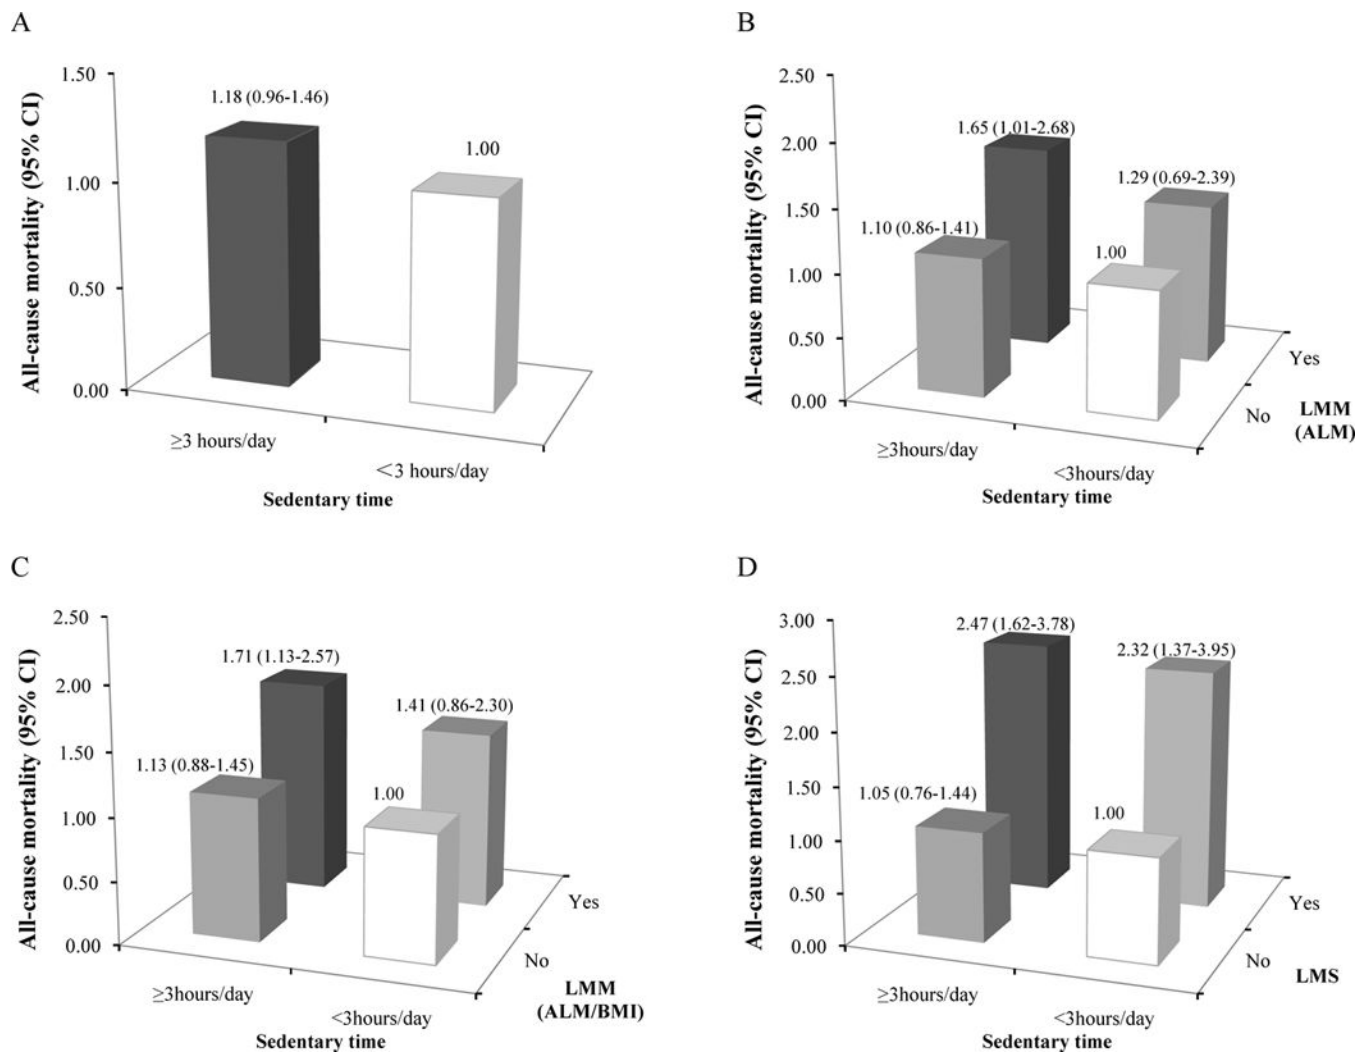 A
All-cause mortality (95% CI)
1.50
1.00
0.50
0.00
1.18 (0.96-1.46)
1.00
≥3 hours/day
<3 hours/day
Sedentary time
B
All-cause mortality (95% CI)
2.50
2.00
1.50
1.00
0.50
0.00
1.65 (1.01-2.68)
1.29 (0.69-2.39)
1.10 (0.86-1.41)
1.00
Yes
No
LMM
(ALM)
≥3hours/day
<3hours/day
Sedentary time
C
All-cause mortality (95% CI)
2.50
2.00
1.50
1.00
0.50
0.00
1.71 (1.13-2.57)
1.41 (0.86-2.30)
1.13 (0.88-1.45)
1.00
Yes
No
LMM
(ALM/BMI)
≥3hours/day
<3hours/day
Sedentary time
D
All-cause mortality (95% CI)
3.00
2.50
2.00
1.50
1.00
0.50
0.00
2.47 (1.62-3.78)
2.32 (1.37-3.95)
1.05 (0.76-1.44)
1.00
Yes
No
LMS
≥3hours/day
<3hours/day
Sedentary time